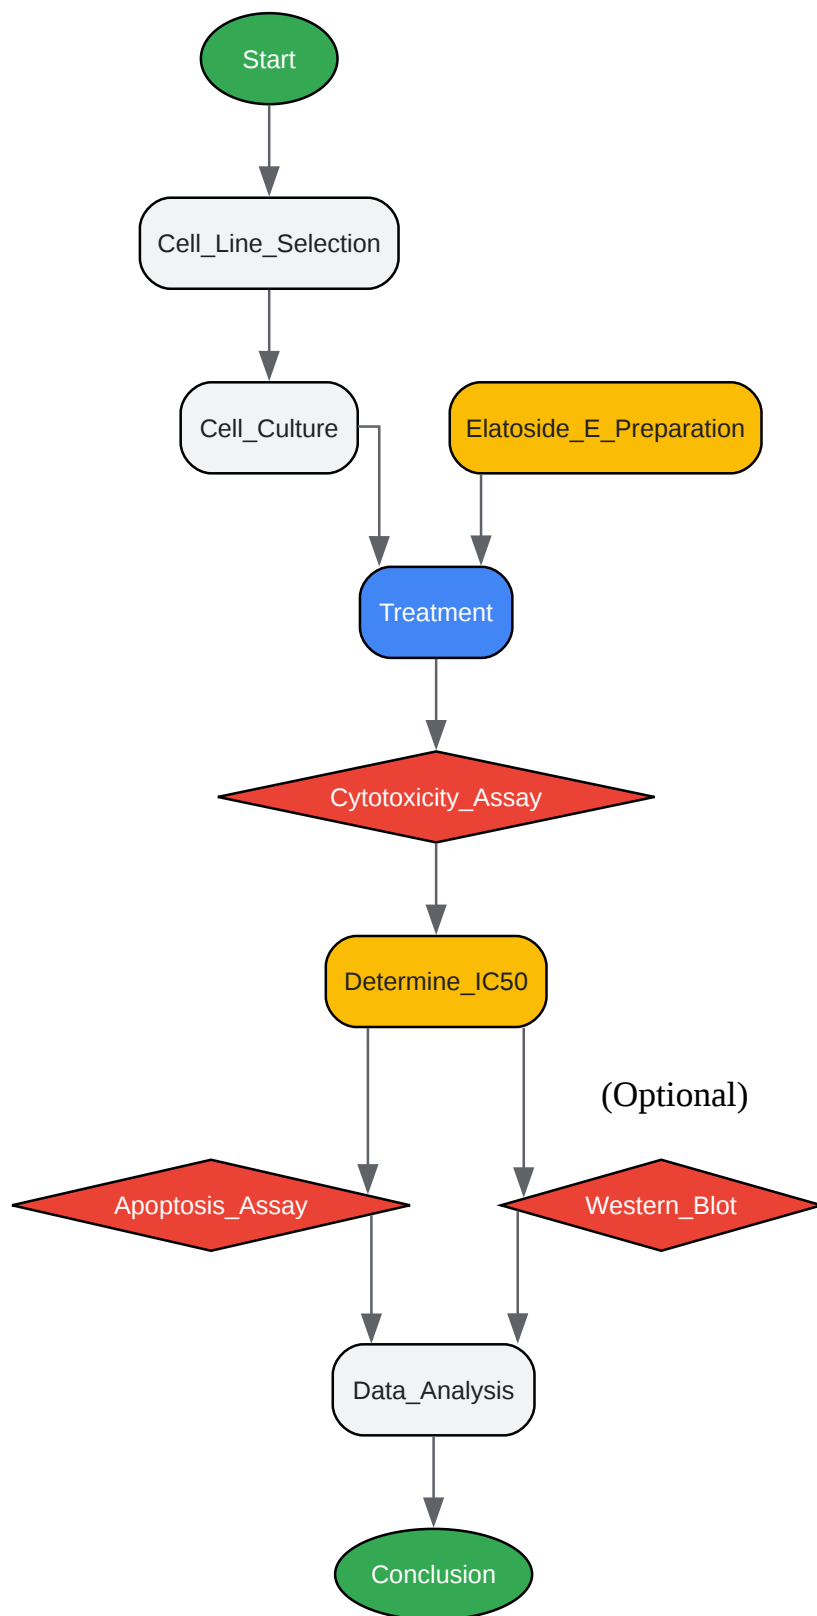 Start
Cell_Line_Selection
Cell_Culture
Elatoside_E_Preparation
Treatment
Cytotoxicity_Assay
Determine_IC50
(Optional)
Apoptosis_Assay
Western_Blot
Data_Analysis
Conclusion